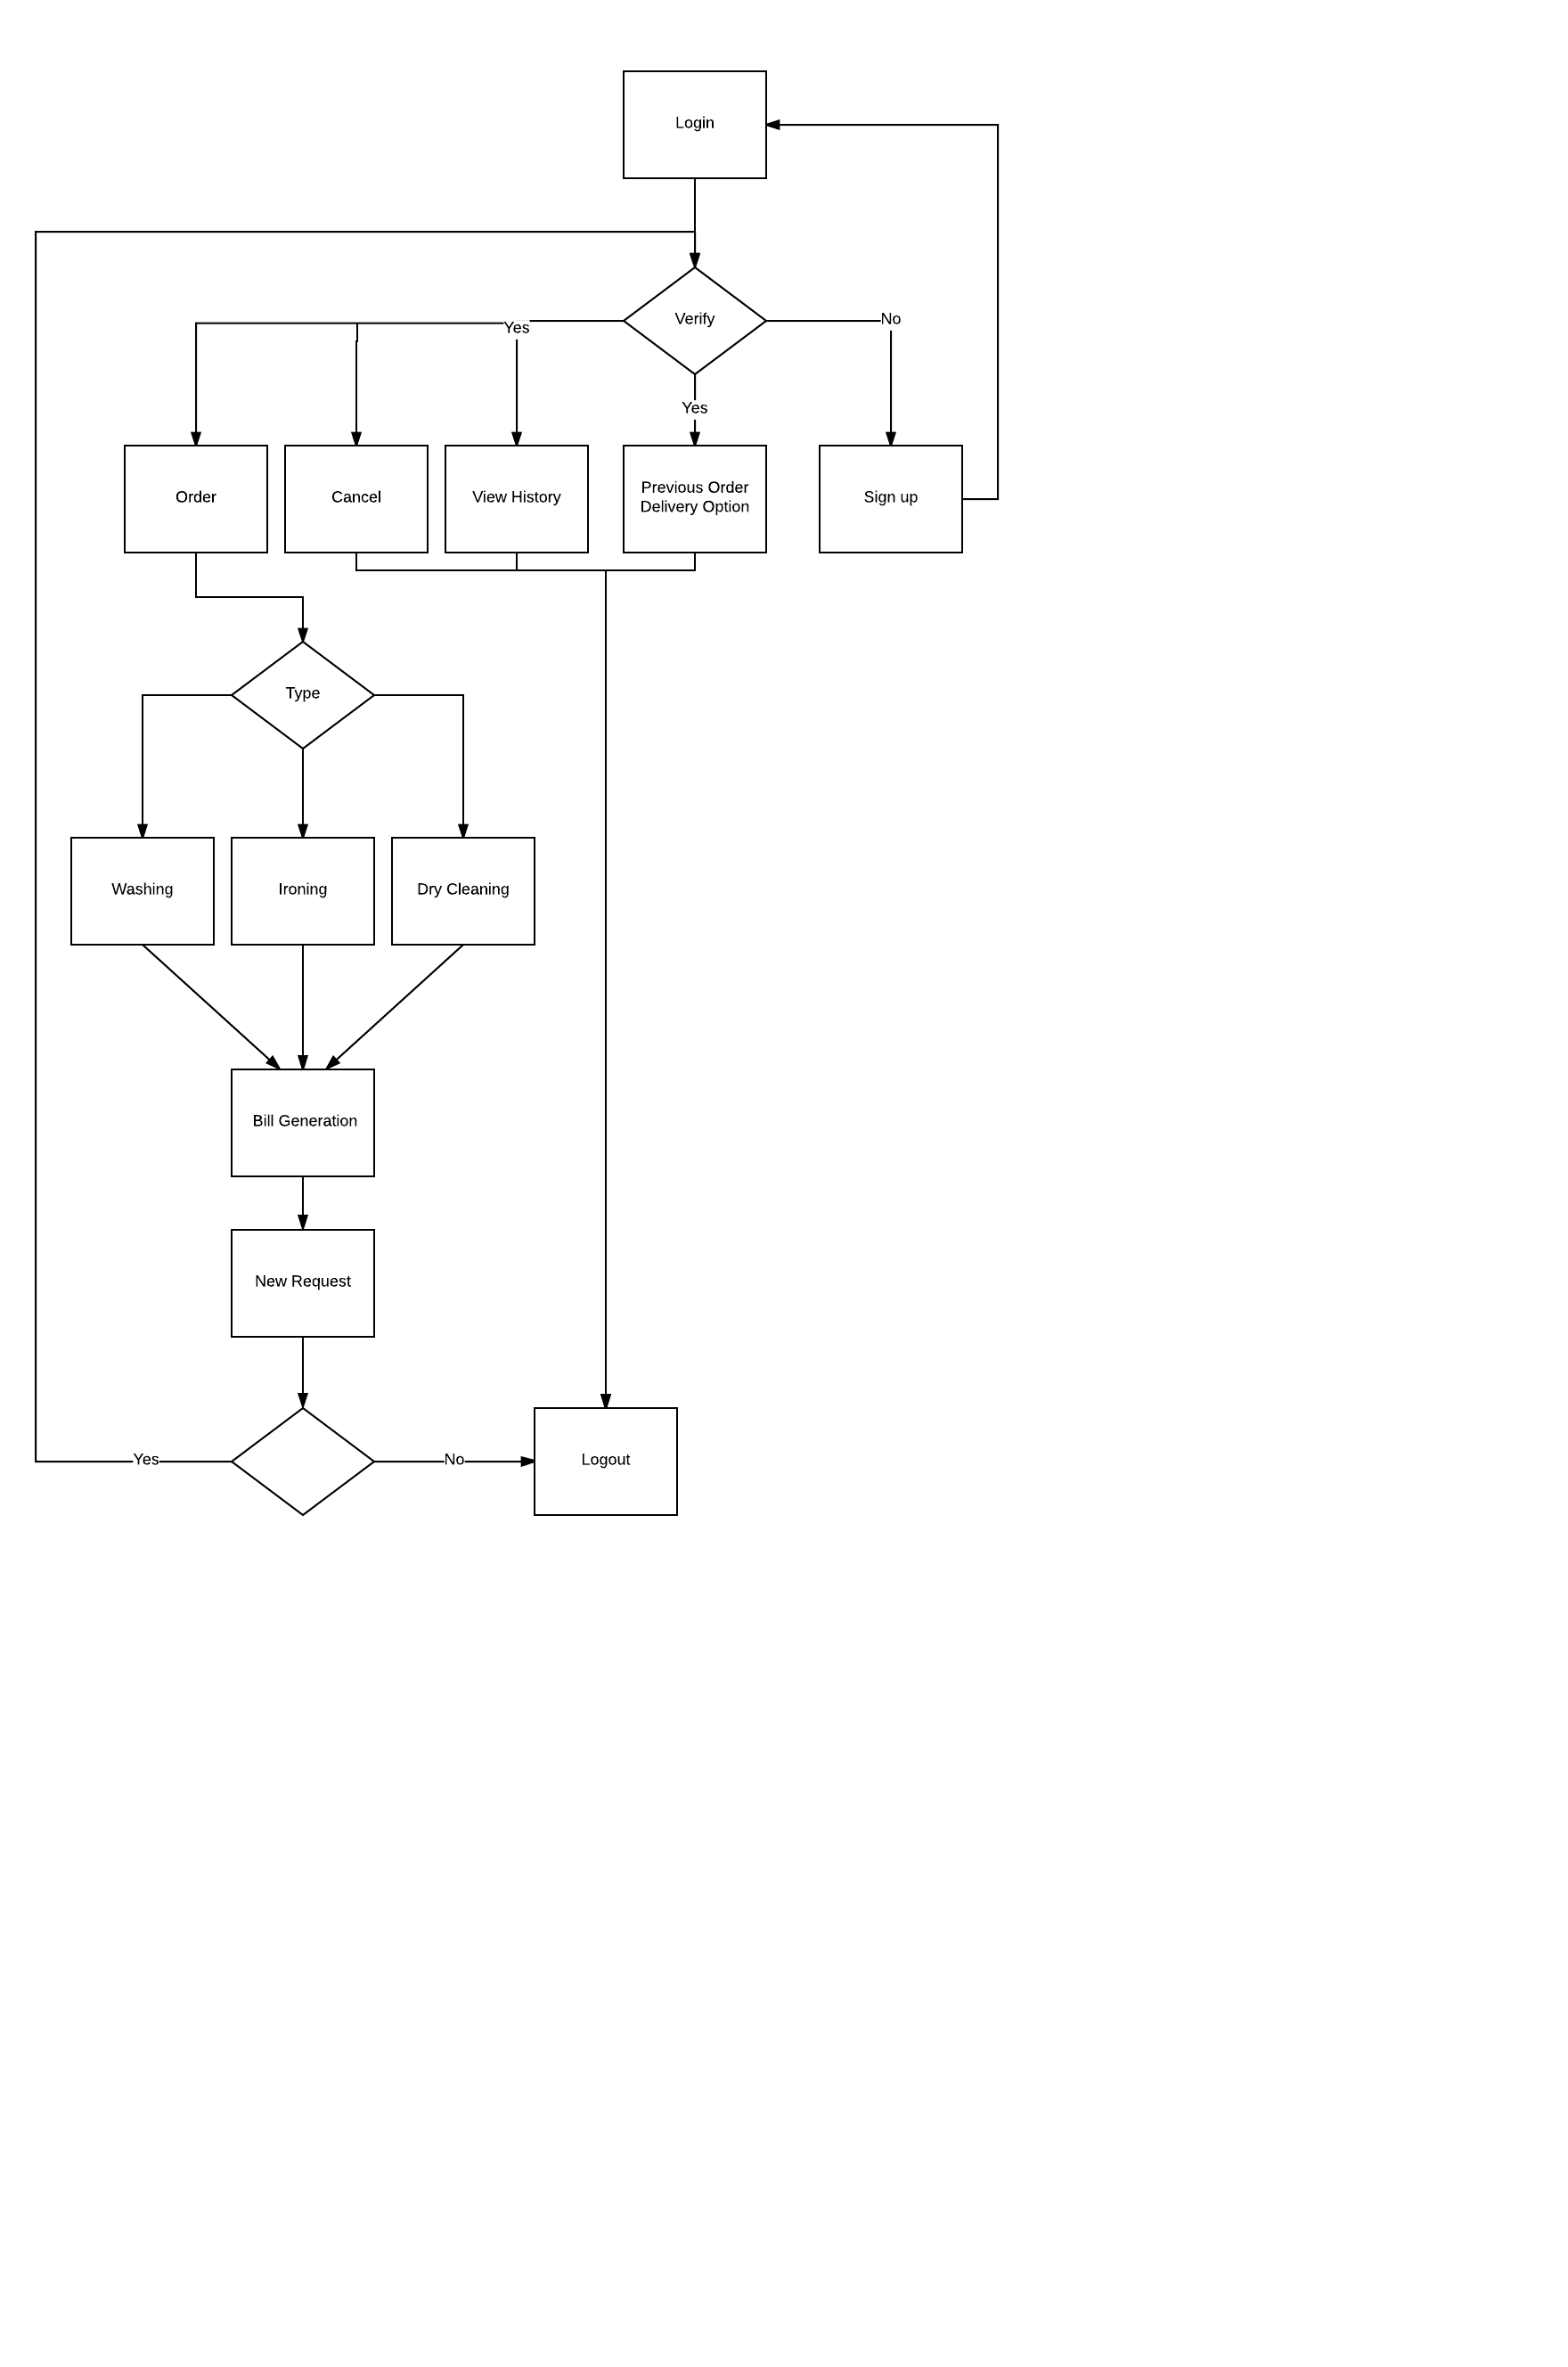 Login
Verify
Yes
No
Yes
Order
Cancel
View History
Previous Order
Delivery Option
Sign up
Type
Washing
Ironing
Dry Cleaning
Bill Generation
New Request
Yes
No
Logout